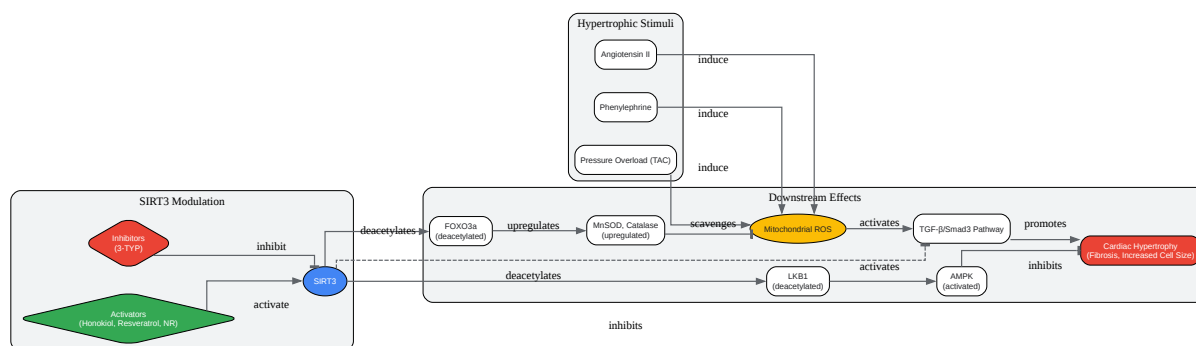 Hypertrophic Stimuli
Angiotensin II
induce
Phenylephrine
induce
Pressure Overload (TAC)
induce
SIRT3 Modulation
Inhibitors
(3-TYP)
inhibit
SIRT3
Activators
(Honokiol, Resveratrol, NR)
activate
Downstream Effects
deacetylates
FOXO3a
(deacetylated)
upregulates
MnSOD, Catalase
(upregulated)
scavenges
Mitochondrial ROS
activates
TGF-β/Smad3 Pathway
promotes
Cardiac Hypertrophy
(Fibrosis, Increased Cell Size)
deacetylates
LKB1
(deacetylated)
activates
AMPK
(activated)
inhibits
inhibits